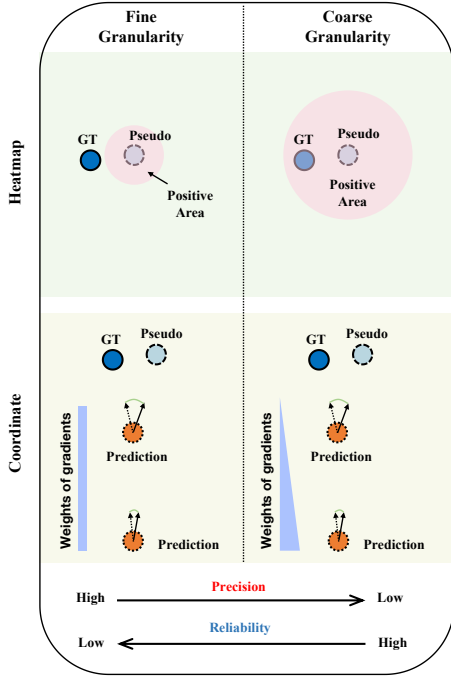 Fine
Granularity
Coarse
Granularity
Heatmap
GT
Pseudo
Positive
Area
GT
Pseudo
Positive
Area
Coordinate
GT
Pseudo
Weights of gradients
Prediction
Prediction
GT
Pseudo
Weights of gradients
Prediction
Prediction
High
Precision
Low
Low
Reliability
High